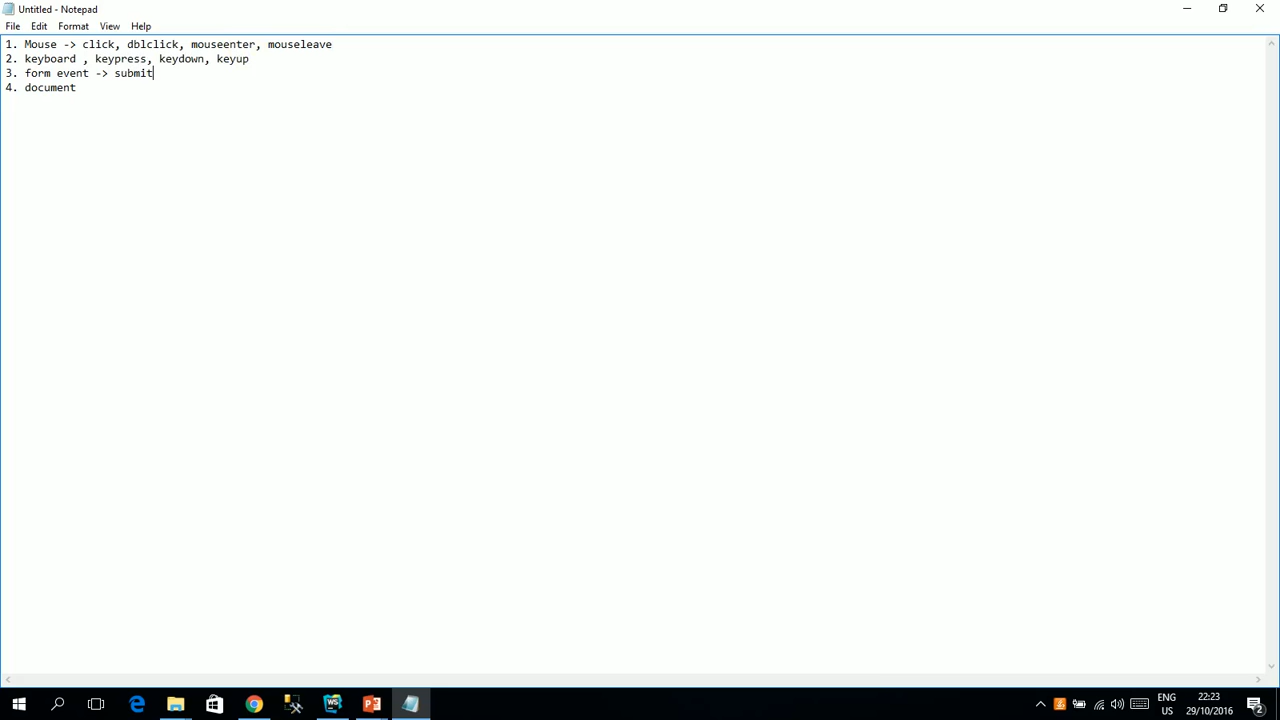 Untitled - Notepad
File Edit Format View Help
1. Mouse -> click, dblclick, mouseenter, mouseleave
2. keyboard , keypress, keydown, keyup
3. form event -> submit
4. document
ENG
US
22:23
29/10/2016
2